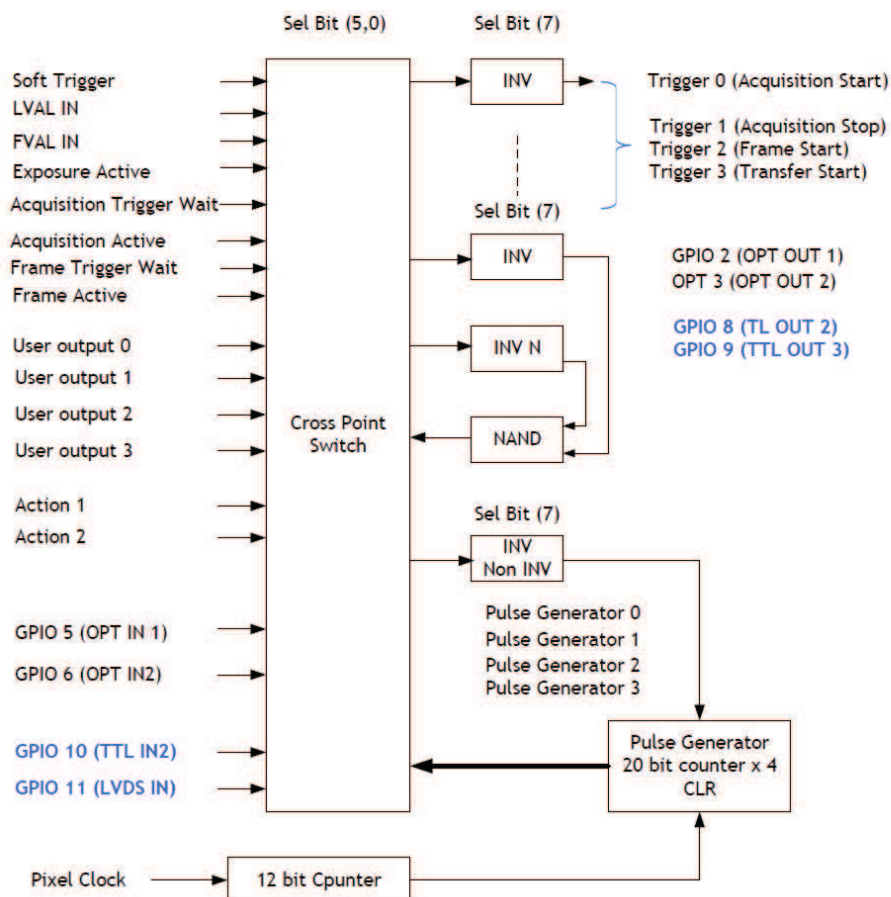 Sel Bit (5,0)
Sel Bit (7)
Soft Trigger
LVAL IN
FVAL IN
Exposure Active
Acquisition Trigger Wait
Acquisition Active
Frame Trigger Wait
Frame Active
User output 0
User output 1
User output 2
User output 3
Action 1
Action 2
GPIO 5 (OPT IN 1)
GPIO 6 (OPT IN2)
GPIO 10 (TTL IN2)
GPIO 11 (LVDS IN)
Cross Point
Switch
INV
Trigger 0 (Acquisition Start)
Trigger 1 (Acquisition Stop)
Trigger 2 (Frame Start)
Trigger 3 (Transfer Start)
Sel Bit (7)
INV
GPIO 2 (OPT OUT 1)
OPT 3 (OPT OUT 2)
GPIO 8 (TL OUT 2)
GPIO 9 (TTL OUT 3)
INV N
NAND
Sel Bit (7)
INV
Non INV
Pulse Generator 0
Pulse Generator 1
Pulse Generator 2
Pulse Generator 3
Pulse Generator
20 bit counter x 4
CLR
Pixel Clock
12 bit Cpunter